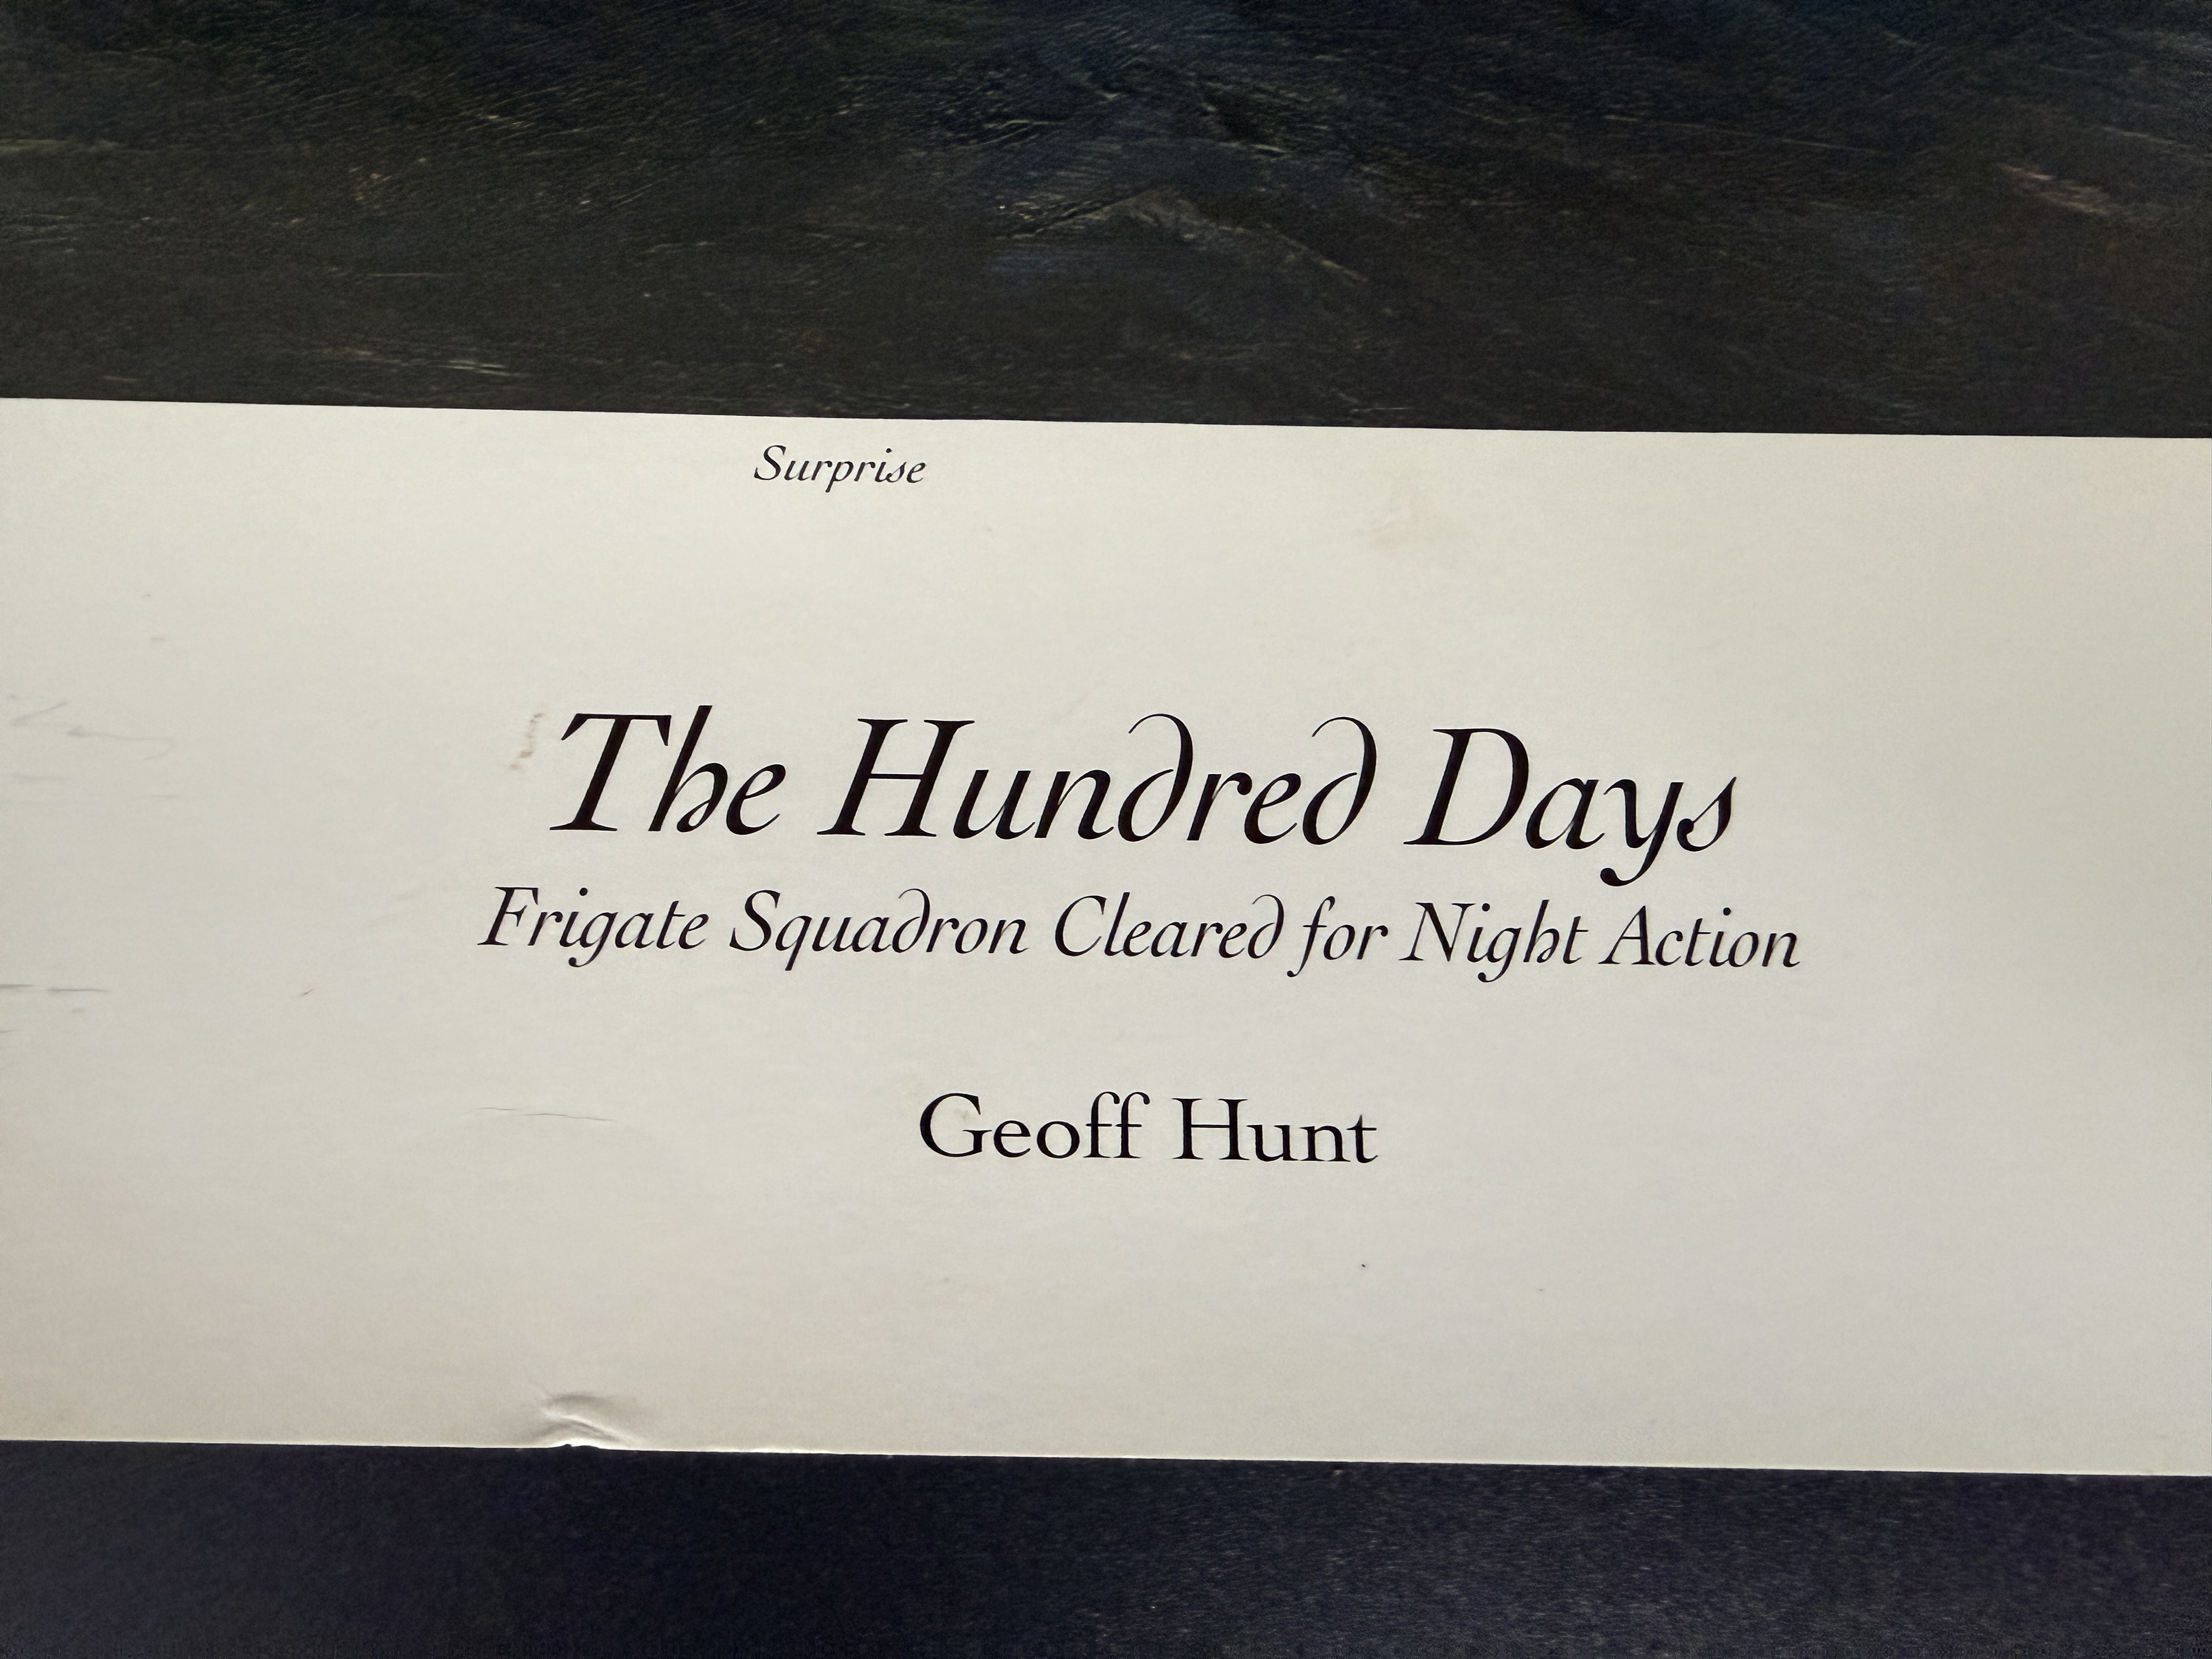 Surprise
The Hundred Days
Frigate Squadron Cleared for Night Action
Geoff Hunt